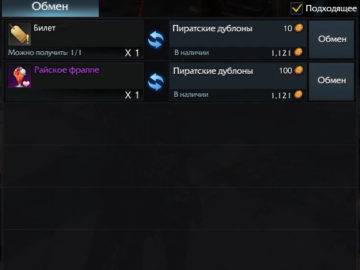 Обмен
Подходящее
Билет
Пиратские дублоны 10
Обмен
Можно получить: 1/1
X 1
В наличии 1,121
Райское фраппе
Пиратские дублоны 100
Обмен
X 1
В наличии 1,121